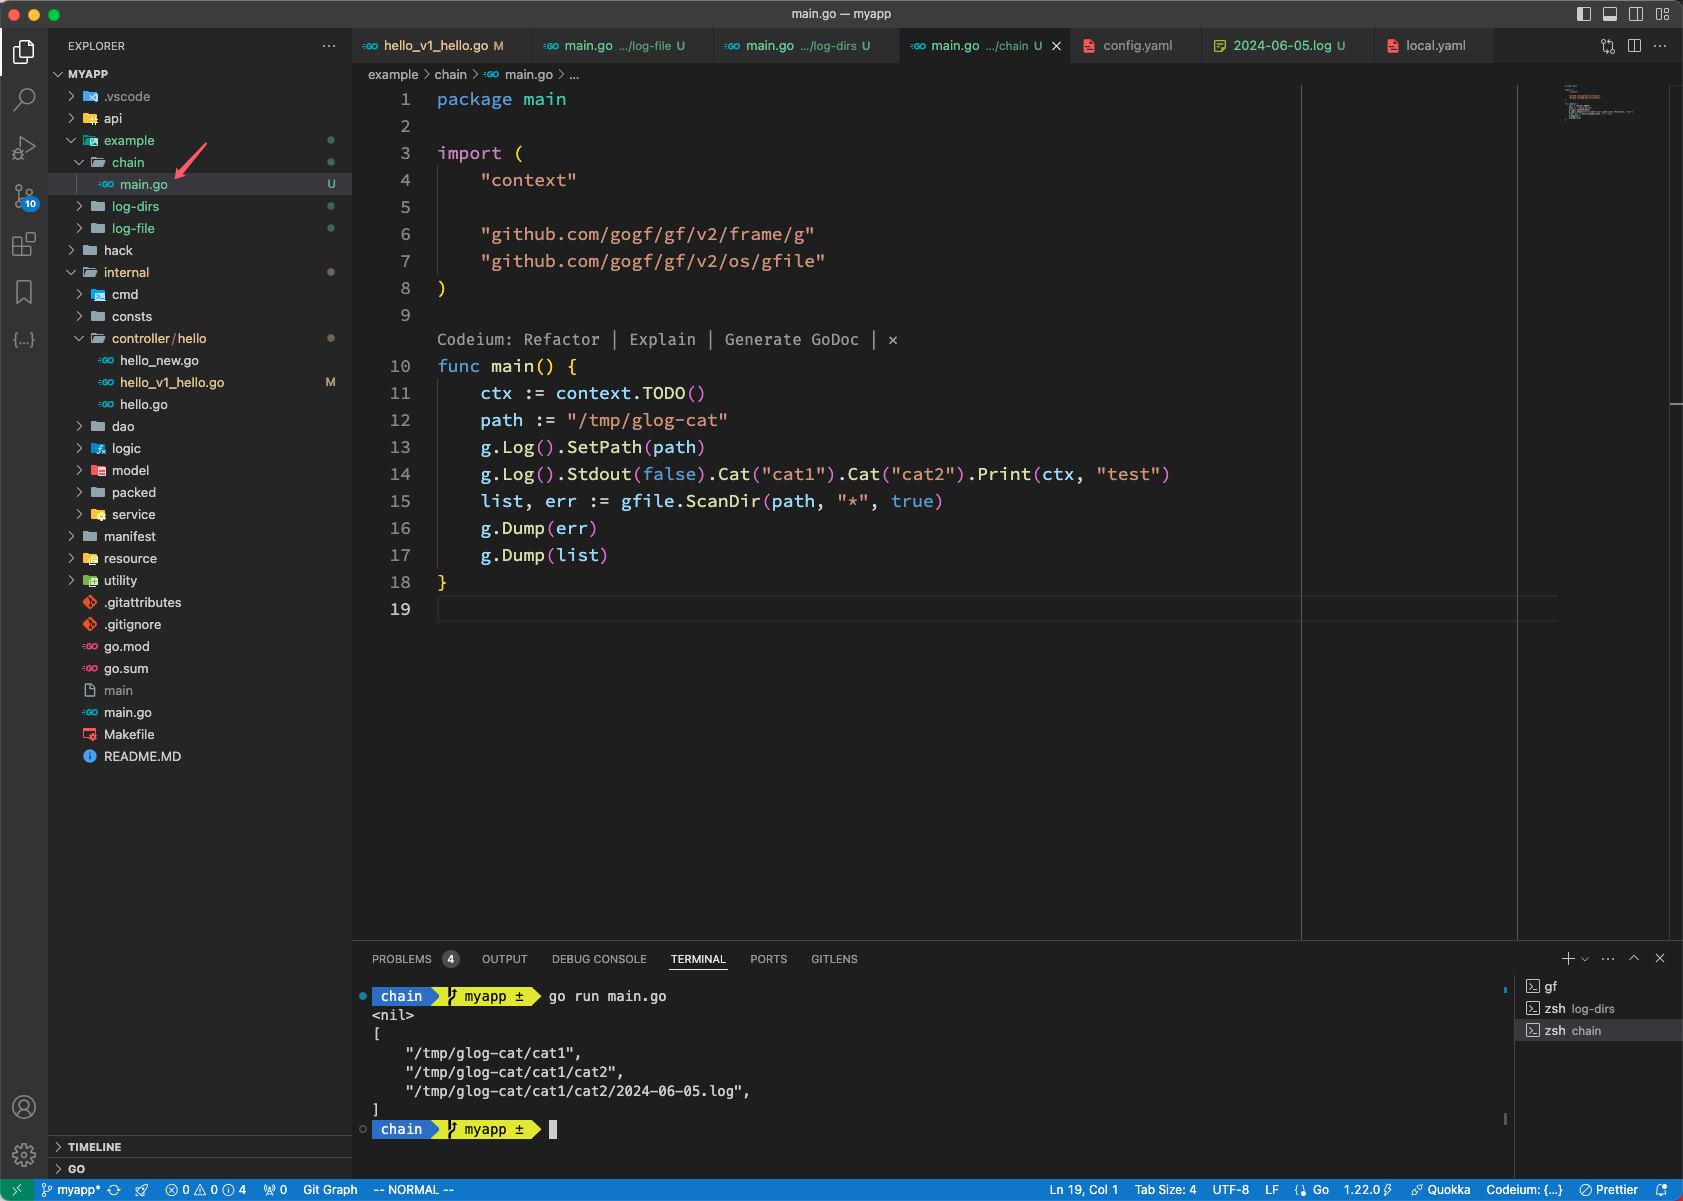 main.go — myapp
EXPLORER
MYAPP
.vscode
api
example
chain
main.go U
log-dirs
log-file
hack
internal
cmd
consts
controller/hello
hello_new.go
hello_v1_hello.go M
hello.go
dao
logic
model
packed
service
manifest
resource
utility
.gitattributes
.gitignore
go.mod
go.sum
main
main.go
Makefile
README.MD
TIMELINE
GO
10
hello_v1_hello.go M main.go .../log-file U main.go .../log-dirs U main.go .../chain U config.yaml 2024-06-05.log U local.yaml
example > chain > main.go > ...
1 package main
2
3 import (
4 "context"
5
6 "github.com/gogf/gf/v2/frame/g"
7 "github.com/gogf/gf/v2/os/gfile"
8 )
9
Codeium: Refactor | Explain | Generate GoDoc | ×
10 func main() {
11 ctx := context.TODO()
12 path := "/tmp/glog-cat"
13 g.Log().SetPath(path)
14 g.Log().Stdout(false).Cat("cat1").Cat("cat2").Print(ctx, "test")
15 list, err := gfile.ScanDir(path, "*", true)
16 g.Dump(err)
17 g.Dump(list)
18 }
19
PROBLEMS 4 OUTPUT DEBUG CONSOLE TERMINAL PORTS GITLENS
chain myapp ± go run main.go
<nil>
[
"/tmp/glog-cat/cat1",
"/tmp/glog-cat/cat1/cat2",
"/tmp/glog-cat/cat1/cat2/2024-06-05.log",
]
chain myapp ±
gf
zsh log-dirs
zsh chain
myapp* 0 0 4 0 Git Graph -- NORMAL -- Ln 19, Col 1 Tab Size: 4 UTF-8 LF Go 1.22.0 Quokka Codeium: {...} Prettier